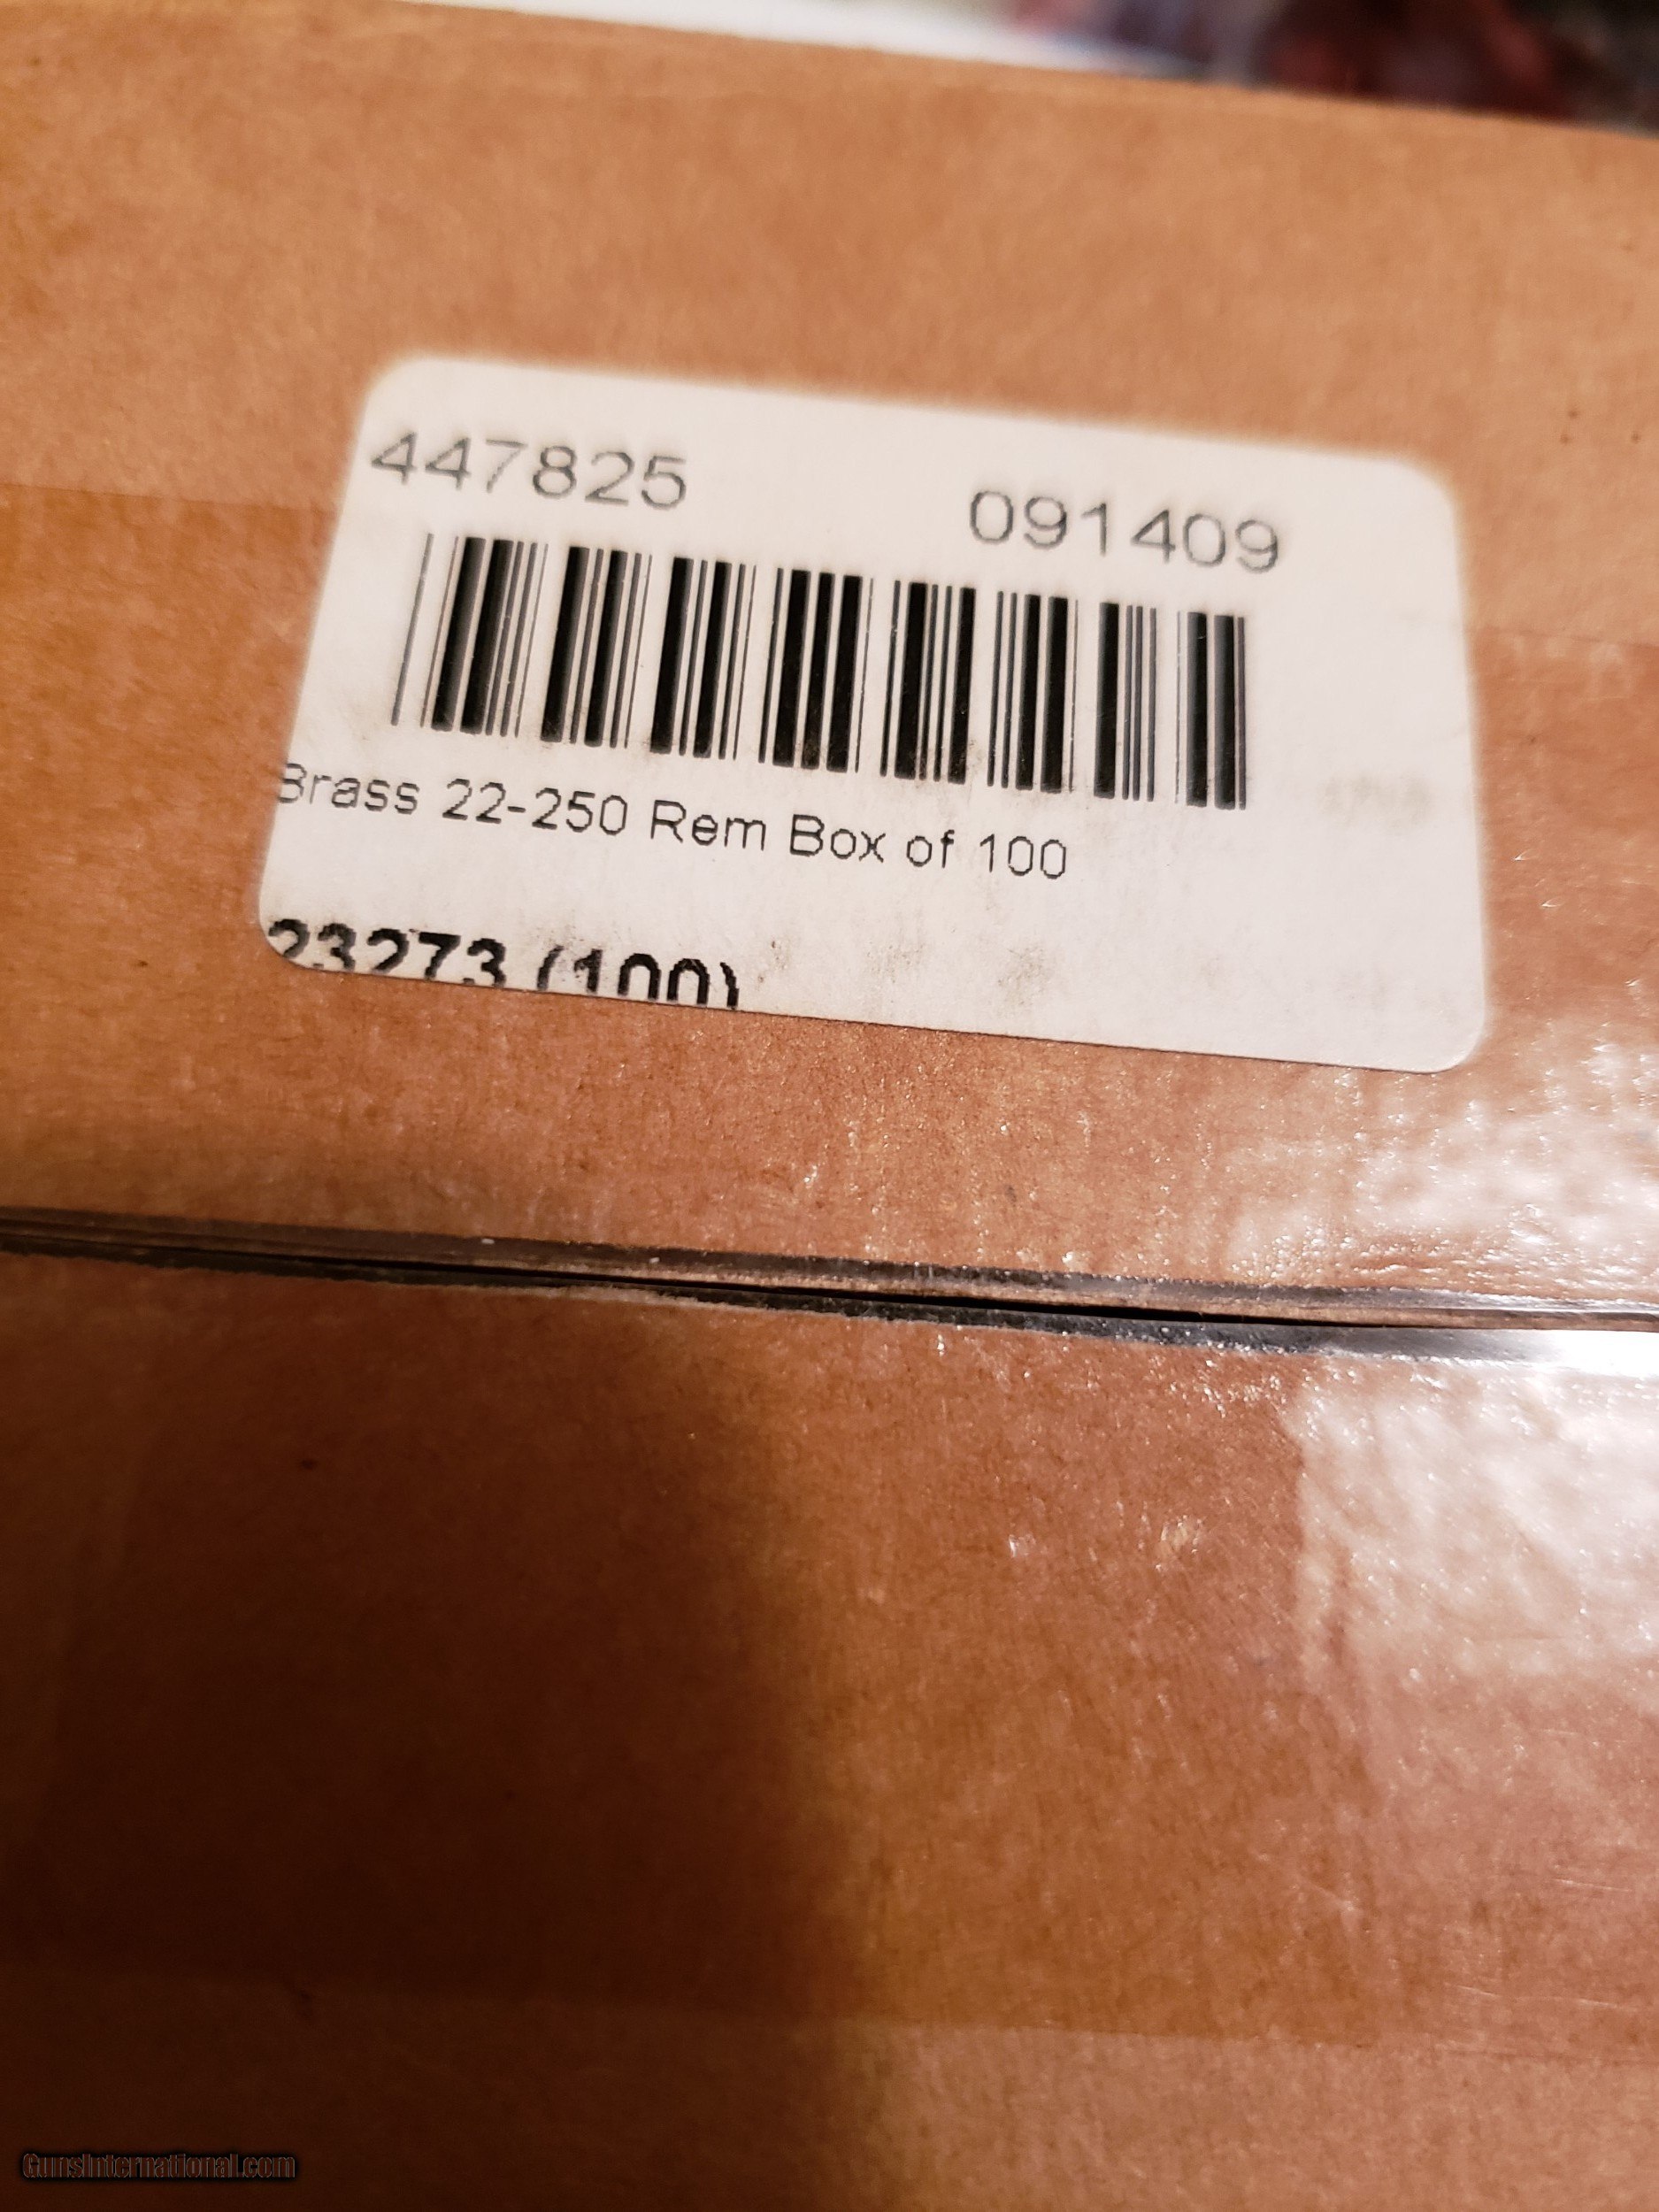 447825 091409
Brass 22-250 Rem Box of 100
23273 (100)
GunsInternational.com